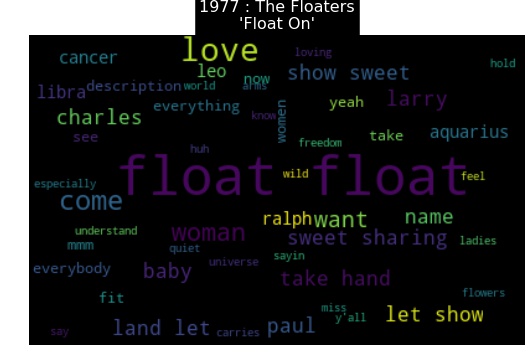 1977 : The Floaters
'Float On'
love
loving
cancer
leo
now
show sweet
hold
libra
description
world
arms
everything
yeah
larry
charles
know
women
take
aquarius
see
freedom
huh
float float
wild
feel
especially
come
ralph
want
name
understand
woman
sweet sharing
ladies
mmm
quiet
sayin
everybody
baby
universe
take hand
fit
flowers
miss
y'all
let show
say
land let
carries
paul